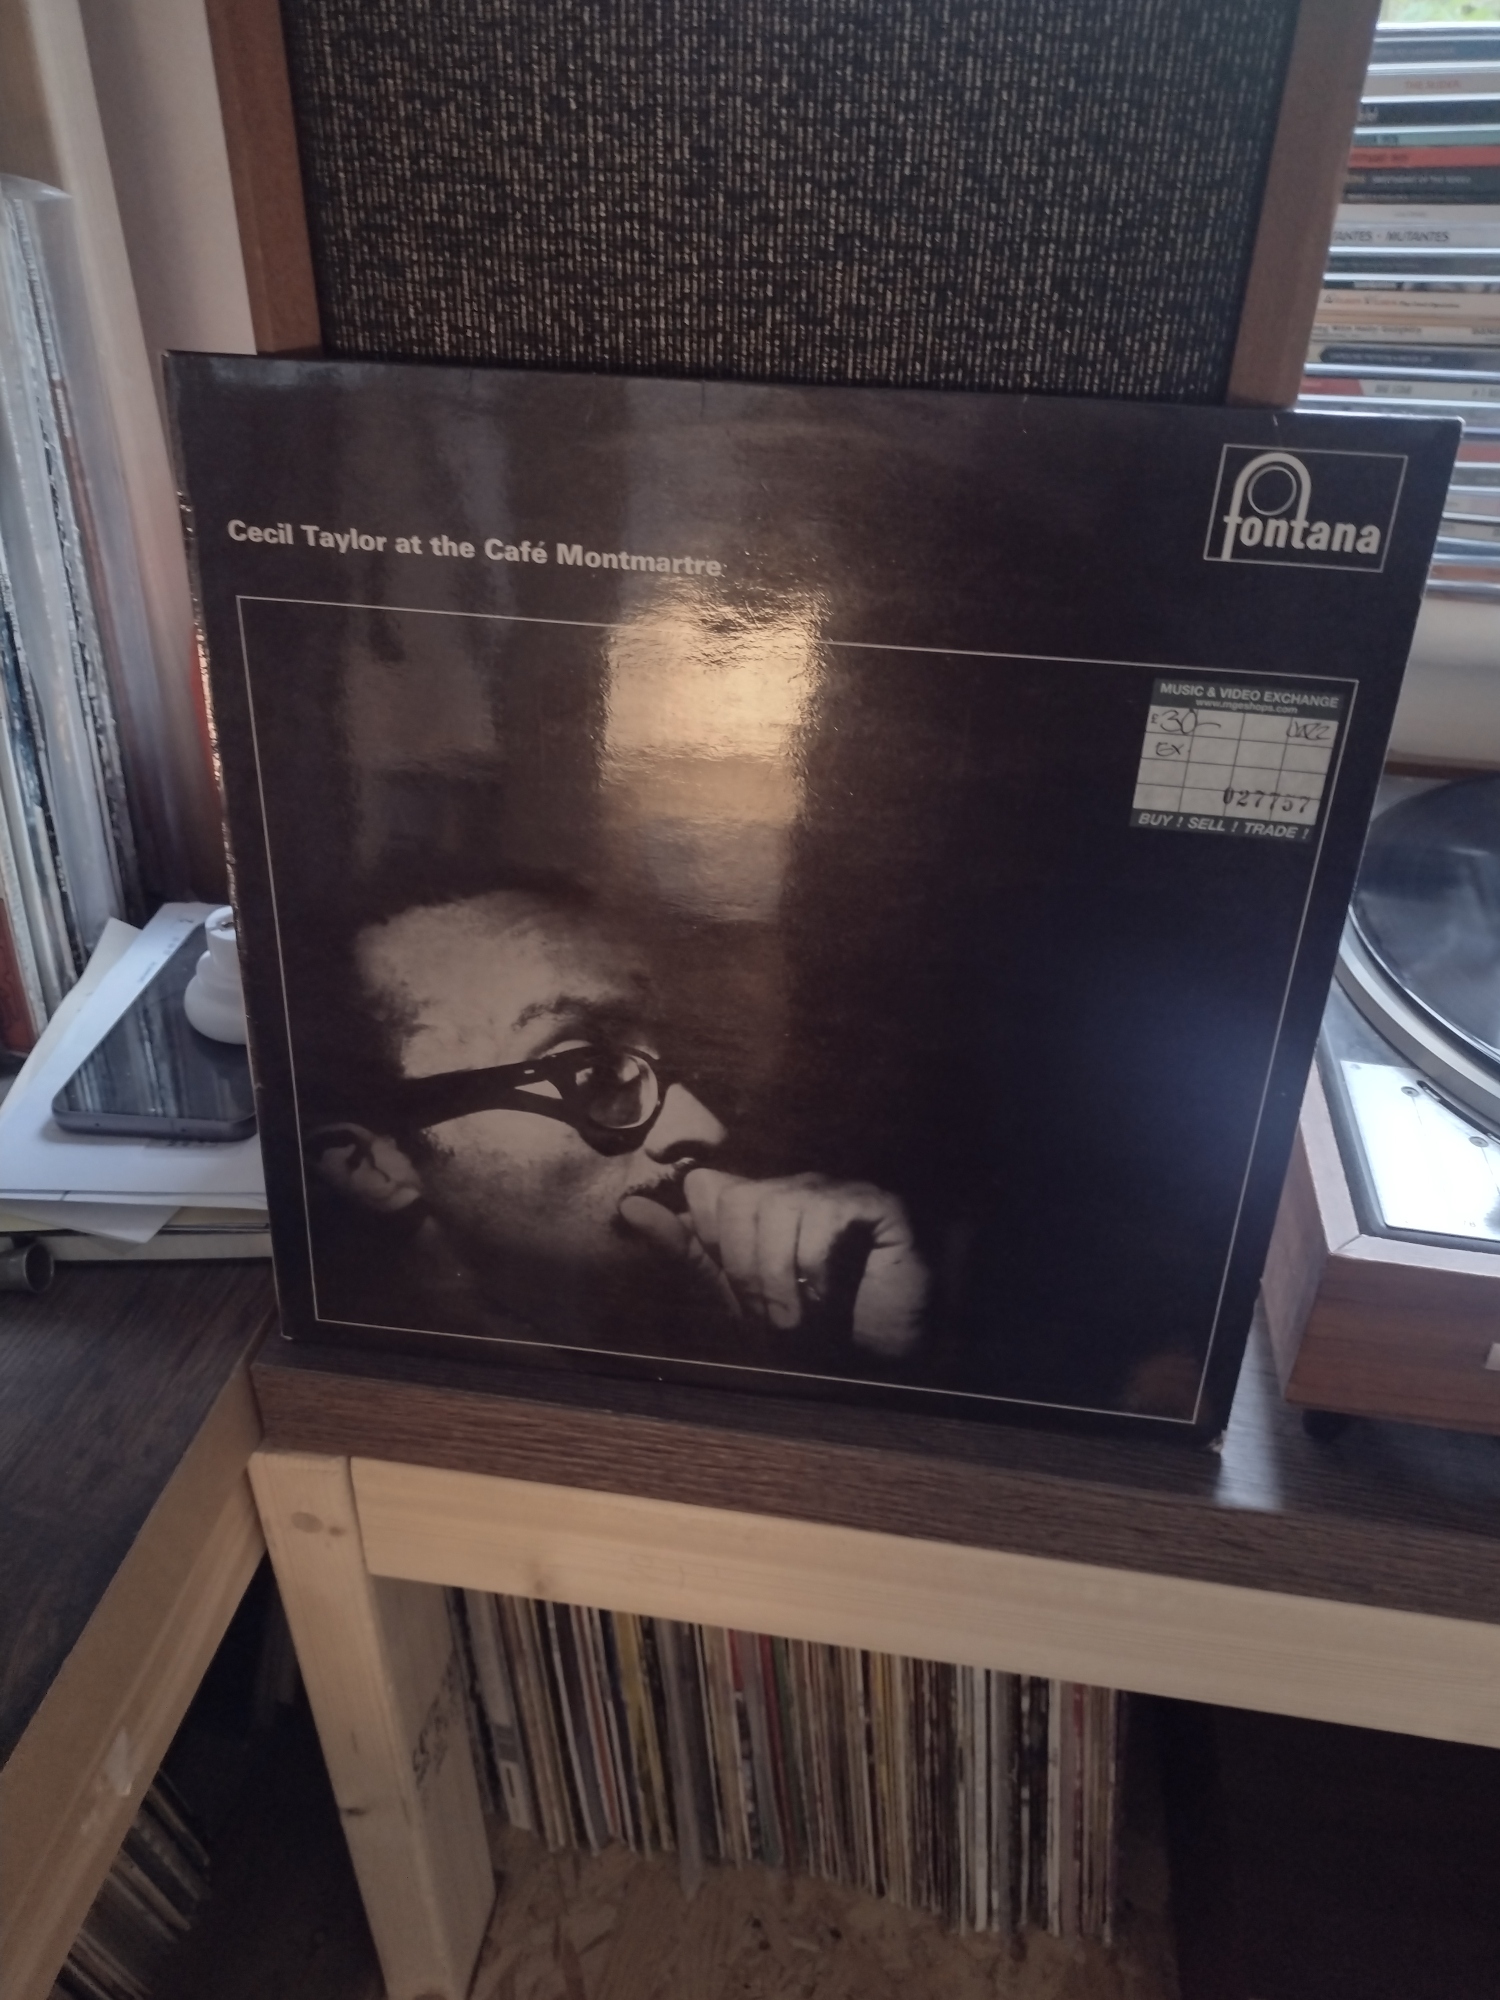 Cecil Taylor at the Café Montmartre
fontana
MUSIC & VIDEO EXCHANGE
www.mgeshops.com
£30- Jazz
EX
027757
BUY ! SELL ! TRADE !
MUTANTES